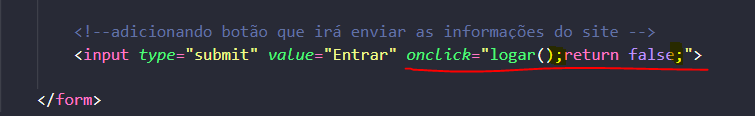 <!--adicionando botão que irá enviar as informações do site -->
<input type="submit" value="Entrar" onclick="logar();return false;">
</form>